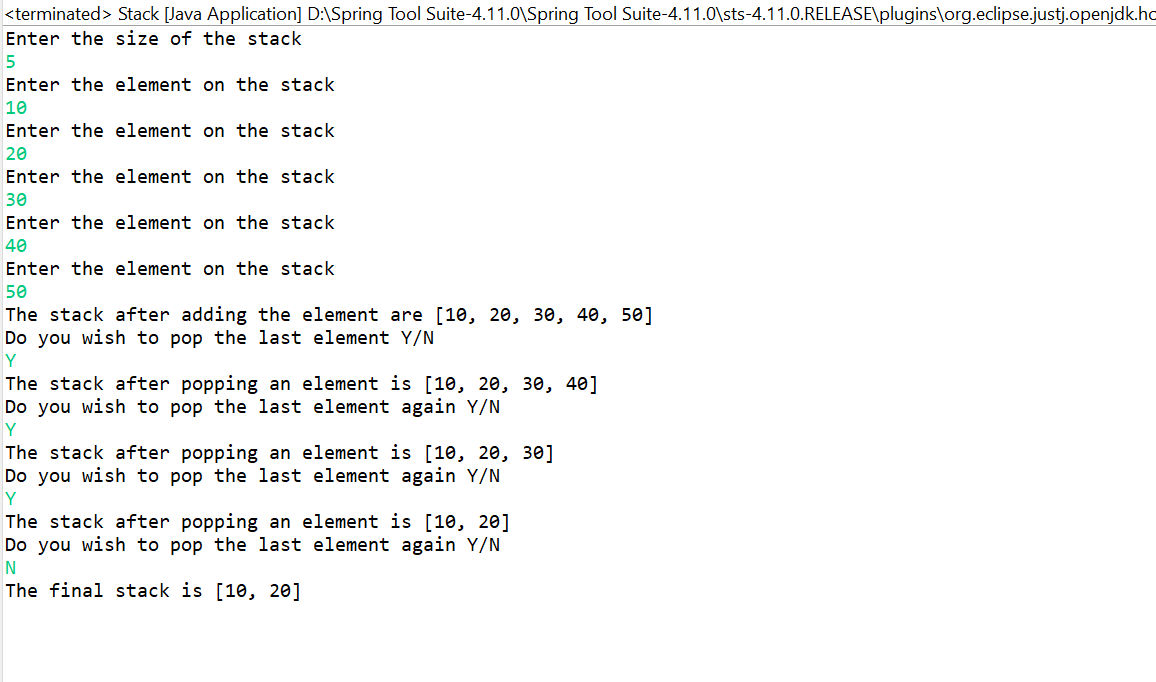 <terminated> Stack [Java Application] D:\Spring Tool Suite-4.11.0\Spring Tool Suite-4.11.0\sts-4.11.0.RELEASE\plugins\org.eclipse.justj.openjdk.ho
Enter the size of the stack
5
Enter the element on the stack
10
Enter the element on the stack
20
Enter the element on the stack
30
Enter the element on the stack
40
Enter the element on the stack
50
The stack after adding the element are [10, 20, 30, 40, 50]
Do you wish to pop the last element Y/N
Y
The stack after popping an element is [10, 20, 30, 40]
Do you wish to pop the last element again Y/N
Y
The stack after popping an element is [10, 20, 30]
Do you wish to pop the last element again Y/N
Y
The stack after popping an element is [10, 20]
Do you wish to pop the last element again Y/N
N
The final stack is [10, 20]